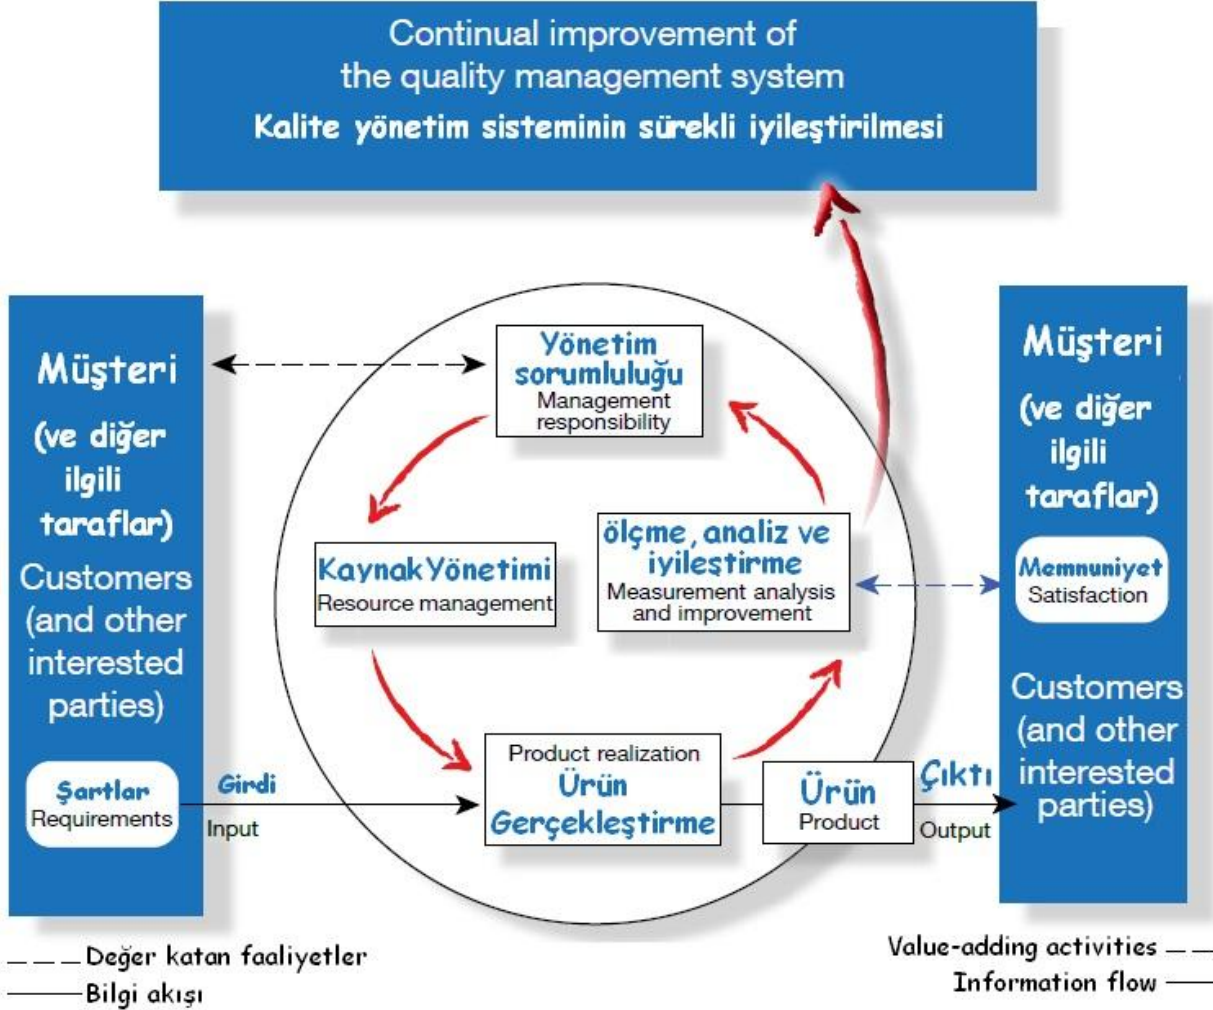 Continual improvement of
the quality management system
Kalite yönetim sisteminin sürekli iyileştirilmesi
Müşteri
(ve diğer
ilgili
taraflar)
Customers
(and other
interested
parties)
Şartlar
Requirements
Girdi
Input
Yönetim
sorumluluğu
Management
responsibility
Kaynak Yönetimi
Resource management
ölçme, analiz ve
iyileştirme
Measurement analysis
and improvement
Product realization
Ürün
Gerçekleştirme
Ürün
Product
Çıktı
Output
Müşteri
(ve diğer
ilgili
taraflar)
Memnuniyet
Satisfaction
Customers
(and other
interested
parties)
Değer katan faaliyetler
Bilgi akışı
Value-adding activities
Information flow